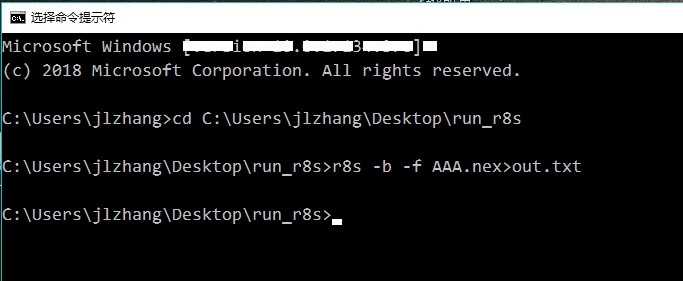 选择命令提示符
Microsoft Windows [
(c) 2018 Microsoft Corporation. All rights reserved.
C:\Users\jlzhang>cd C:\Users\jlzhang\Desktop\run_r8s
C:\Users\jlzhang\Desktop\run_r8s>r8s -b -f AAA.nex>out.txt
C:\Users\jlzhang\Desktop\run_r8s>